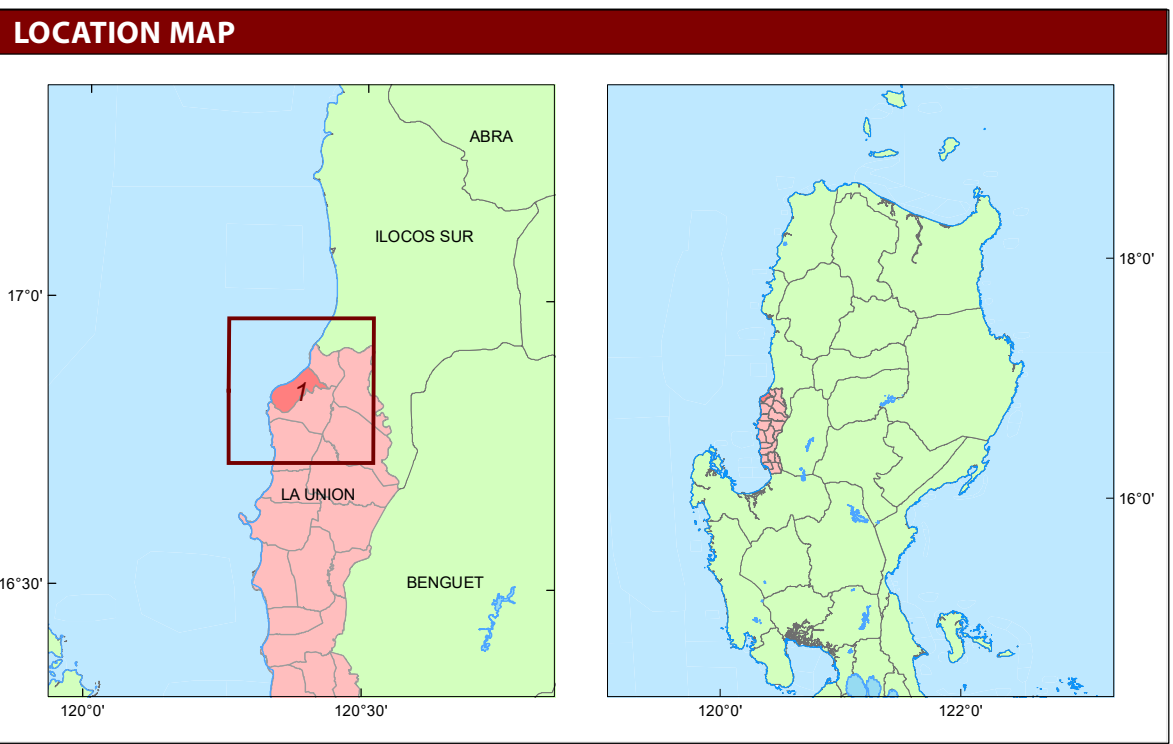 LOCATION MAP
ABRA
ILOCOS SUR
17°0'
1
LA UNION
16°30'
BENGUET
120°0'
120°30'
18°0'
16°0'
120°0'
122°0'